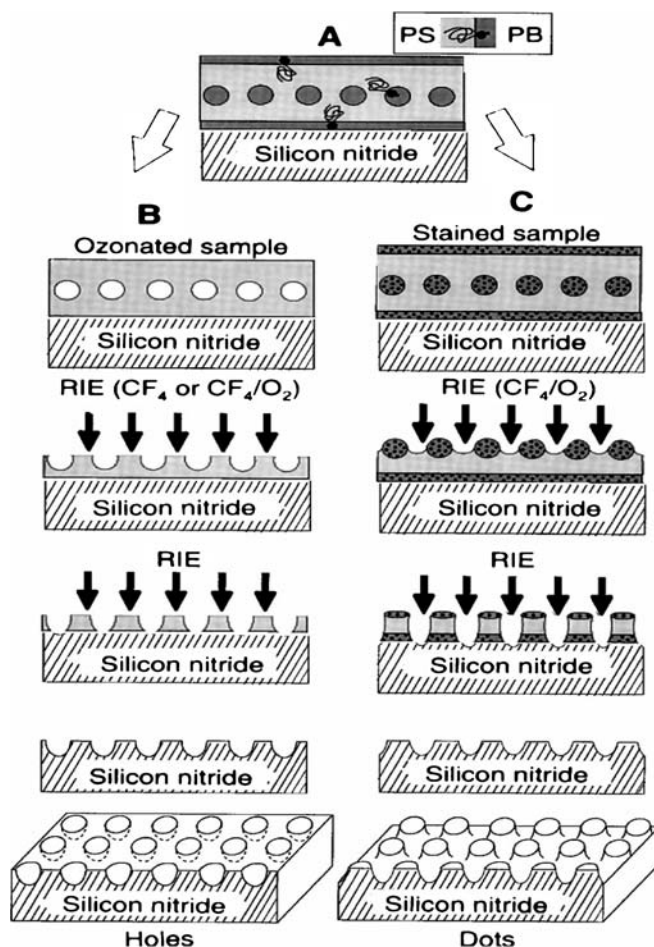 A
PS PB
Silicon nitride
B
Ozonated sample
Silicon nitride
RIE (CF₄ or CF₄/O₂)
Silicon nitride
RIE
Silicon nitride
Silicon nitride
Silicon nitride
Holes
C
Stained sample
Silicon nitride
RIE (CF₄/O₂)
Silicon nitride
RIE
Silicon nitride
Silicon nitride
Silicon nitride
Dots